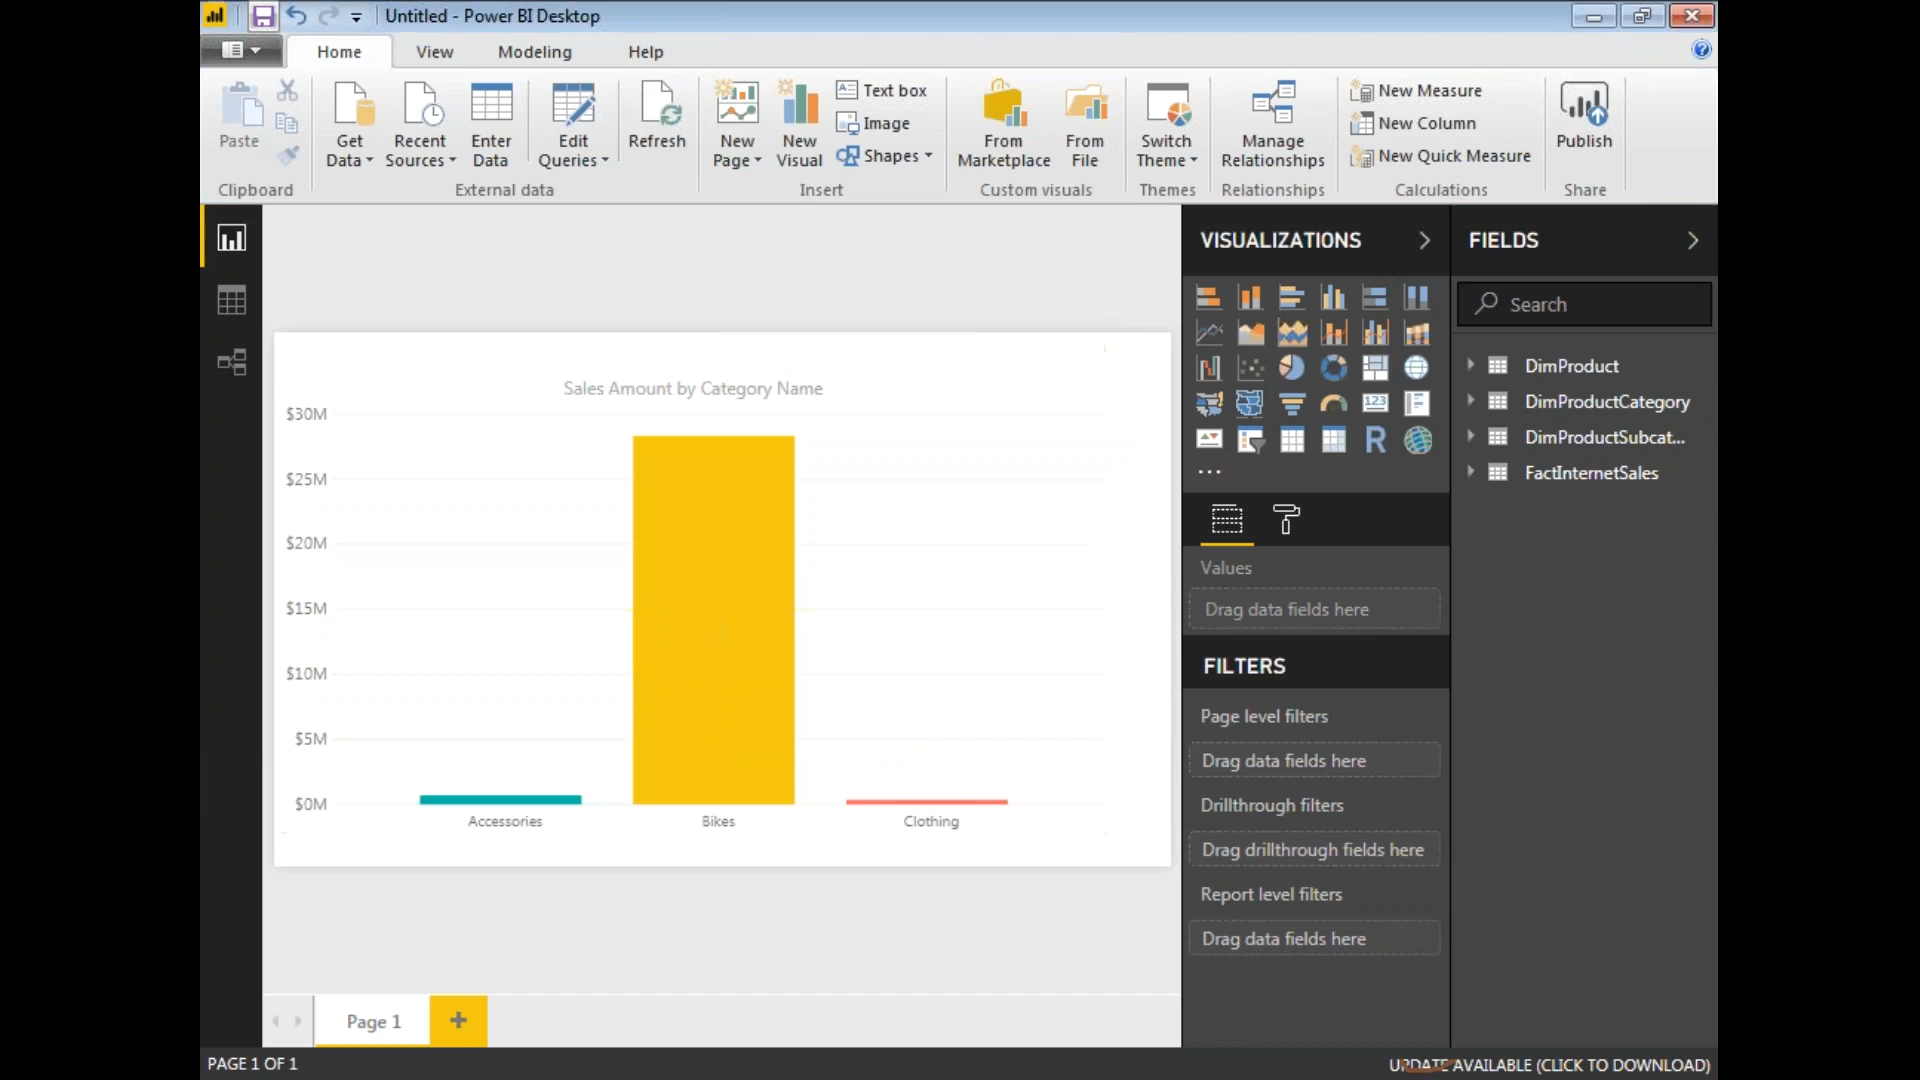 Untitled - Power BI Desktop
Home View Modeling Help
Paste
Clipboard
Get Data
Recent Sources
Enter Data
Edit Queries
Refresh
External data
New Page
New Visual
Text box
Image
Shapes
Insert
From Marketplace
From File
Custom visuals
Switch Theme
Themes
Manage Relationships
Relationships
New Measure
New Column
New Quick Measure
Calculations
Publish
Share
Sales Amount by Category Name
$30M
$25M
$20M
$15M
$10M
$5M
$0M
Accessories Bikes Clothing
VISUALIZATIONS
123
R
Values
Drag data fields here
FILTERS
Page level filters
Drag data fields here
Drillthrough filters
Drag drillthrough fields here
Report level filters
Drag data fields here
FIELDS
Search
DimProduct
DimProductCategory
DimProductSubcat...
FactInternetSales
Page 1
PAGE 1 OF 1
UPDATE AVAILABLE (CLICK TO DOWNLOAD)